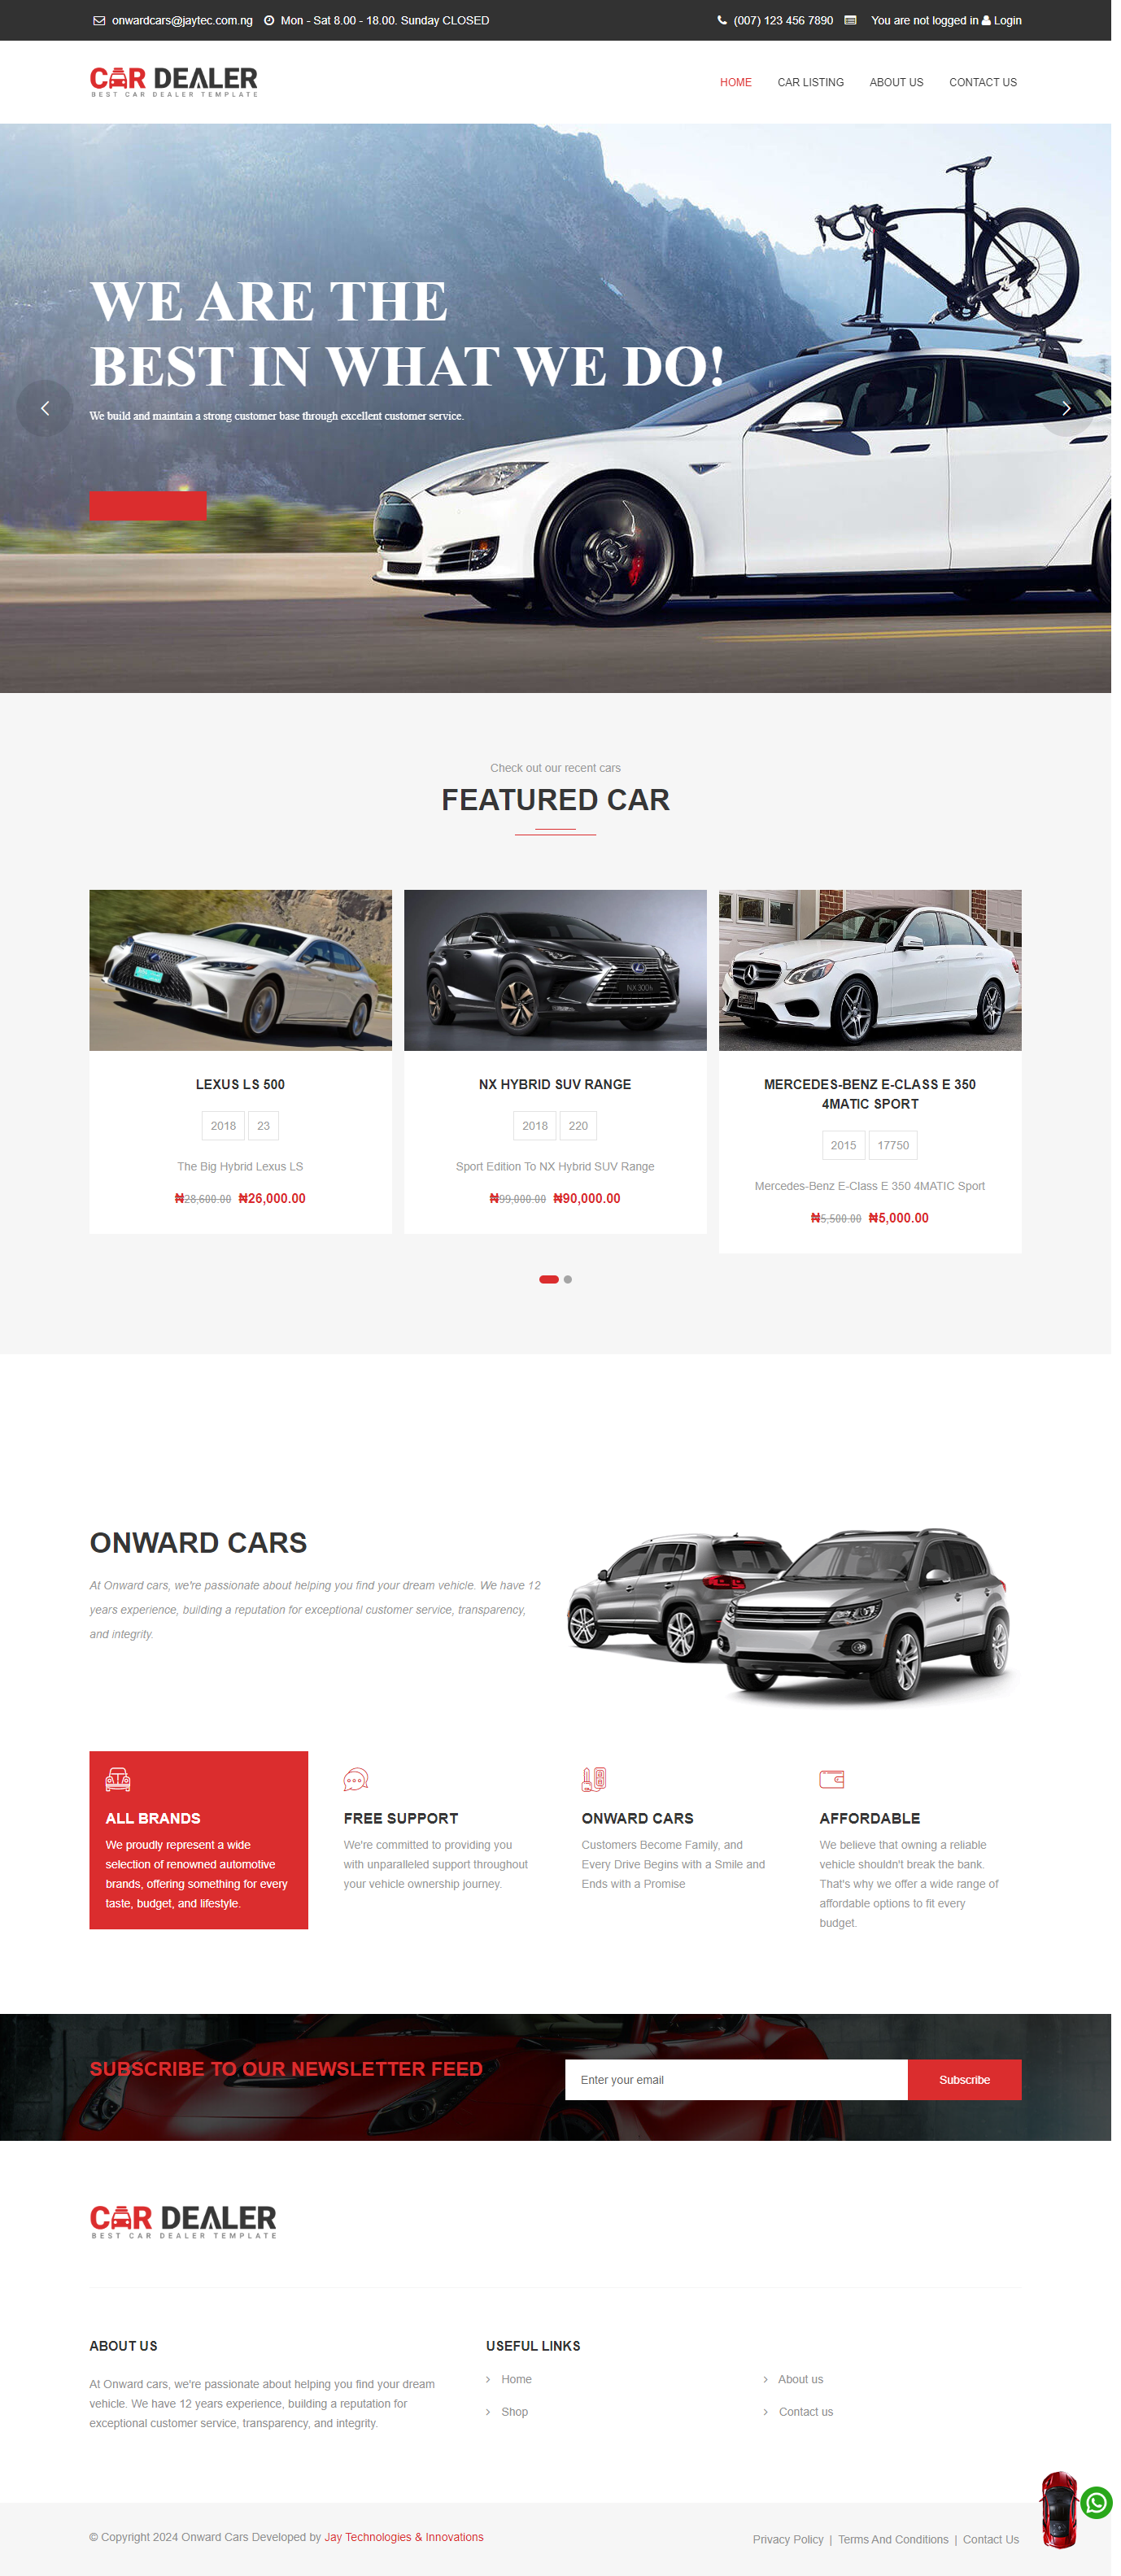 onwardcars@jaytec.com.ng Mon - Sat 8.00 - 18.00. Sunday CLOSED (007) 123 456 7890 You are not logged in Login
CAR DEALER
BEST CAR DEALER TEMPLATE
HOME CAR LISTING ABOUT US CONTACT US
WE ARE THE
BEST IN WHAT WE DO!
We build and maintain a strong customer base through excellent customer service.
Check out our recent cars
FEATURED CAR
NX 300h
LEXUS LS 500
2018 23
The Big Hybrid Lexus LS
₦28,600.00 ₦26,000.00
NX HYBRID SUV RANGE
2018 220
Sport Edition To NX Hybrid SUV Range
₦99,000.00 ₦90,000.00
MERCEDES-BENZ E-CLASS E 350
4MATIC SPORT
2015 17750
Mercedes-Benz E-Class E 350 4MATIC Sport
₦5,500.00 ₦5,000.00
ONWARD CARS
At Onward cars, we're passionate about helping you find your dream vehicle. We have 12
years experience, building a reputation for exceptional customer service, transparency,
and integrity.
ALL BRANDS
We proudly represent a wide
selection of renowned automotive
brands, offering something for every
taste, budget, and lifestyle.
FREE SUPPORT
We're committed to providing you
with unparalleled support throughout
your vehicle ownership journey.
ONWARD CARS
Customers Become Family, and
Every Drive Begins with a Smile and
Ends with a Promise
AFFORDABLE
We believe that owning a reliable
vehicle shouldn't break the bank.
That's why we offer a wide range of
affordable options to fit every
budget.
SUBSCRIBE TO OUR NEWSLETTER FEED
Enter your email Subscribe
CAR DEALER
BEST CAR DEALER TEMPLATE
ABOUT US
At Onward cars, we're passionate about helping you find your dream
vehicle. We have 12 years experience, building a reputation for
exceptional customer service, transparency, and integrity.
USEFUL LINKS
Home
Shop
About us
Contact us
© Copyright 2024 Onward Cars Developed by Jay Technologies & Innovations
Privacy Policy | Terms And Conditions | Contact Us